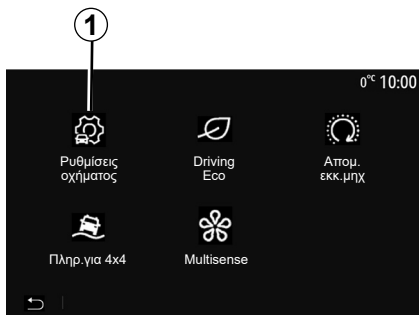 1
0°C 10:00
Ρυθμίσεις
οχήματος
Driving
Eco
Απομ.
εκκ.μηχ
Πληρ.για 4x4
Multisense